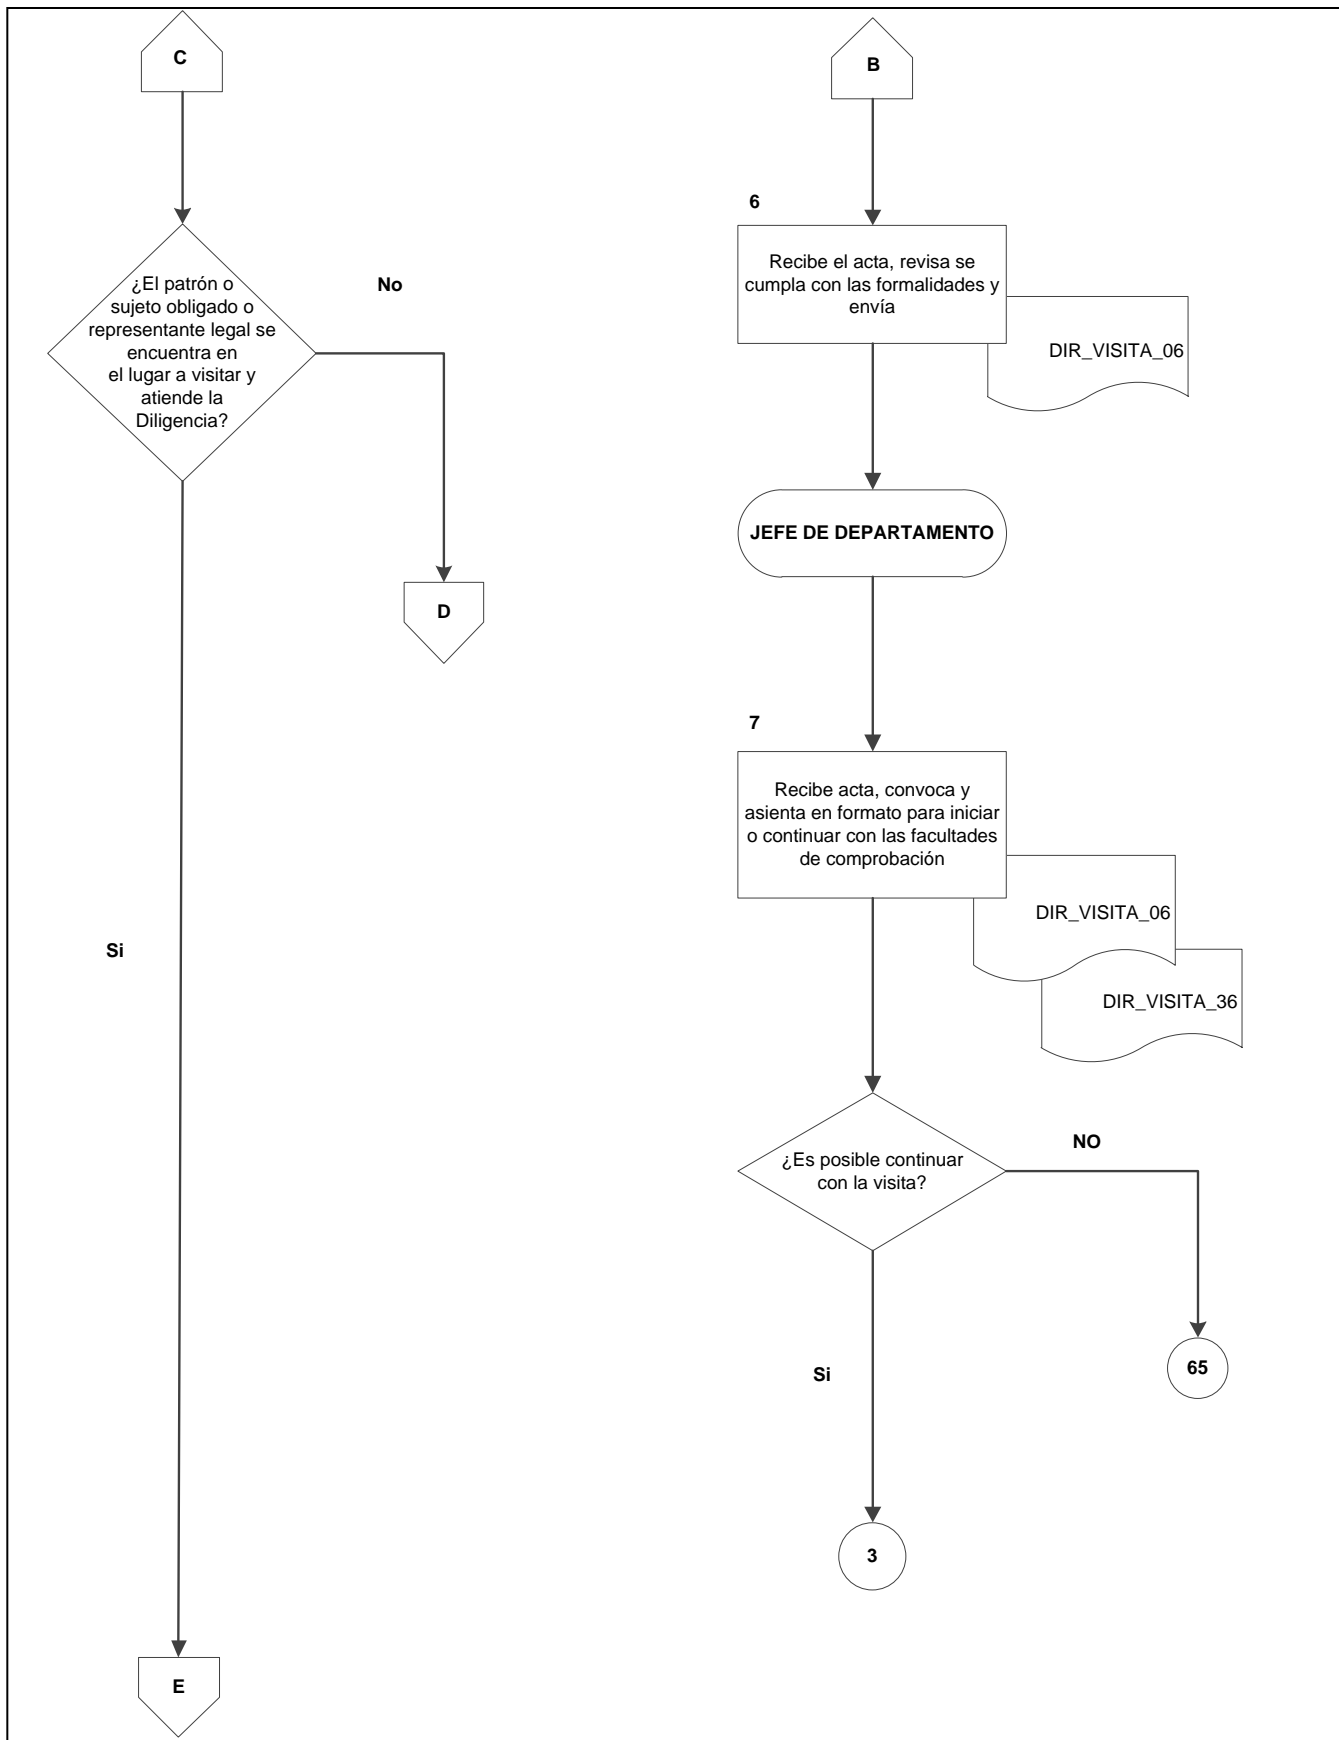 C
¿El patrón o
sujeto obligado o
representante legal se
encuentra en
el lugar a visitar y
atiende la
Diligencia?
No
D
Si
E
B
6
Recibe el acta, revisa se
cumpla con las formalidades y
envía
DIR_VISITA_06
JEFE DE DEPARTAMENTO
7
Recibe acta, convoca y
asienta en formato para iniciar
o continuar con las facultades
de comprobación
DIR_VISITA_06
DIR_VISITA_36
¿Es posible continuar
con la visita?
NO
65
Si
3